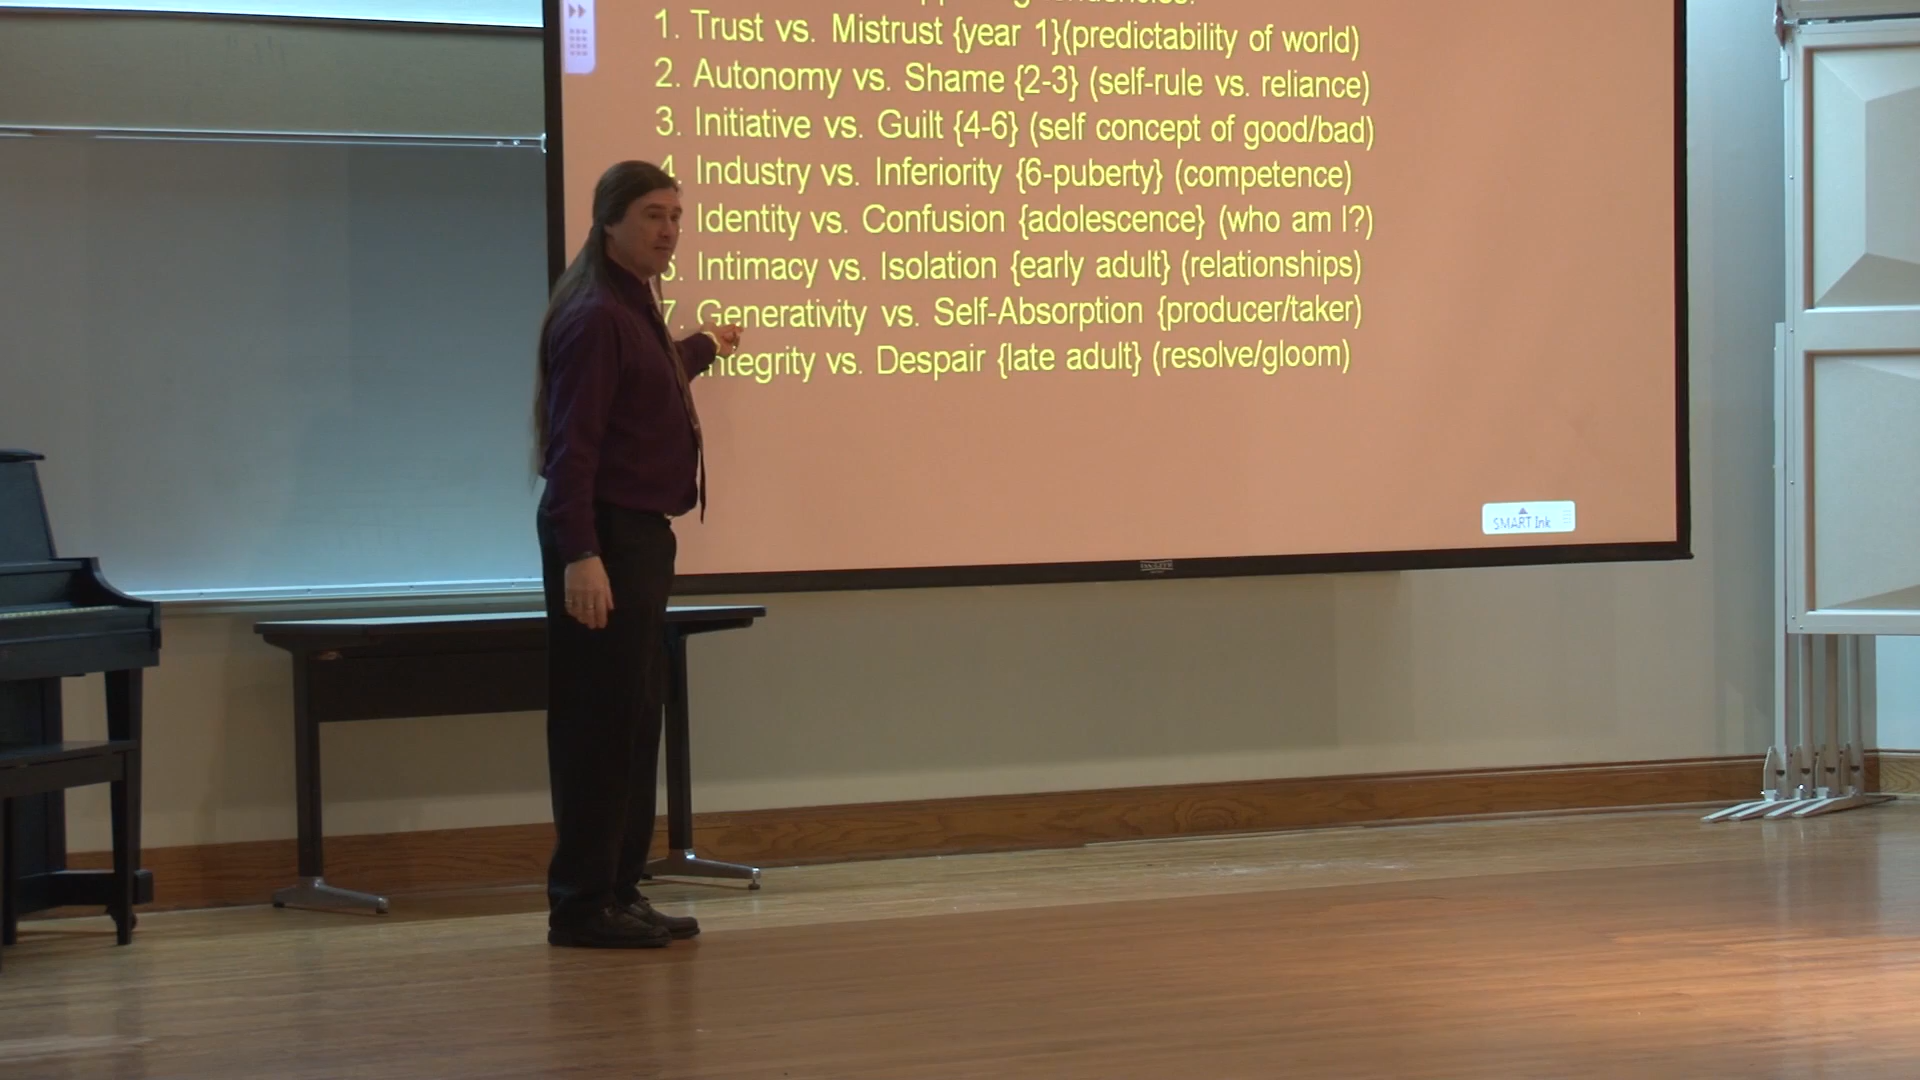 1. Trust vs. Mistrust {year 1}(predictability of world)
2. Autonomy vs. Shame {2-3} (self-rule vs. reliance)
3. Initiative vs. Guilt {4-6} (self concept of good/bad)
4. Industry vs. Inferiority {6-puberty} (competence)
Identity vs. Confusion {adolescence} (who am I?)
6. Intimacy vs. Isolation {early adult} (relationships)
7. Generativity vs. Self-Absorption {producer/taker)
Integrity vs. Despair {late adult} (resolve/gloom)
SMART Ink